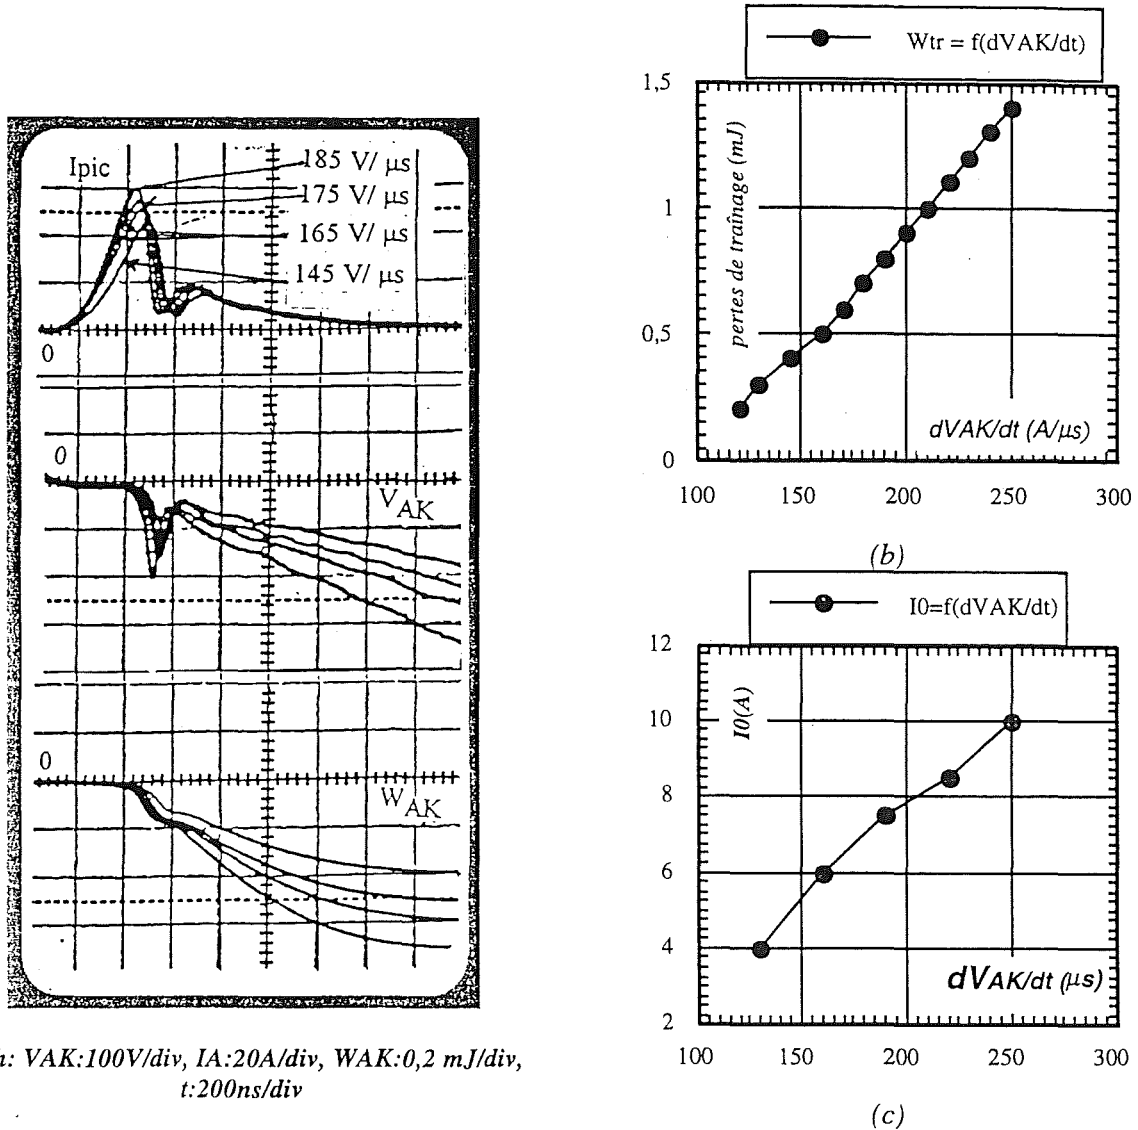 Ipic
185 V/ µs
175 V/ µs
165 V/ µs
145 V/ µs
0
0
VAK
0
WAK
: VAK:100V/div, IA:20A/div, WAK:0,2 mJ/div,
t:200ns/div
Wtr = f(dVAK/dt)
1,5
1
0,5
0
pertes de traînage (mJ)
dVAK/dt (A/µs)
100 150 200 250 300
(b)
I0=f(dVAK/dt)
12
10
8
6
4
2
I0(A)
dVAK/dt (µs)
100 150 200 250 300
(c)